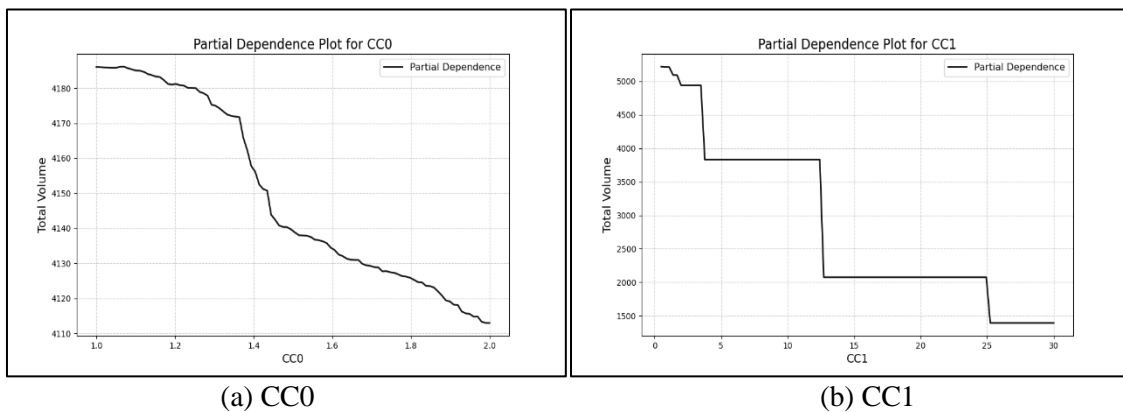 Partial Dependence Plot for CC0
Partial Dependence
Total Volume
4180
4170
4160
4150
4140
4130
4120
4110
1.0 1.2 1.4 1.6 1.8 2.0
CC0
(a) CC0
Partial Dependence Plot for CC1
Partial Dependence
Total Volume
5000
4500
4000
3500
3000
2500
2000
1500
0 5 10 15 20 25 30
CC1
(b) CC1